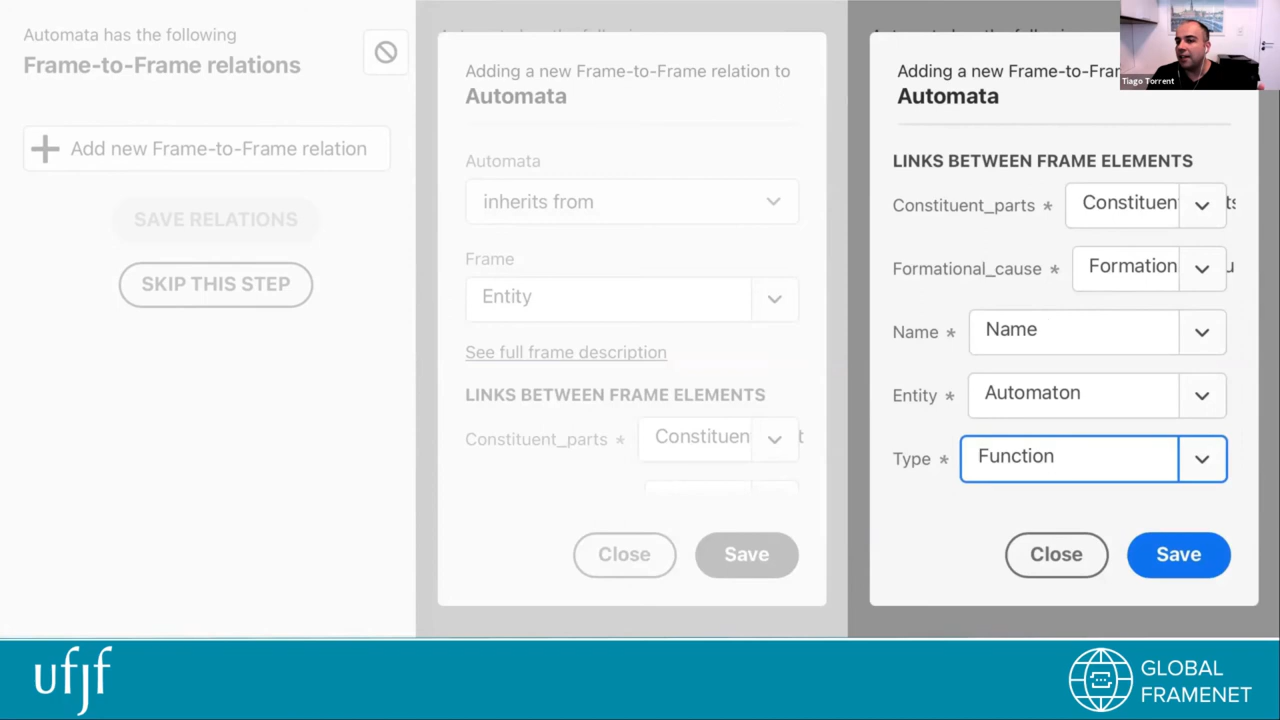 Automata has the following
Frame-to-Frame relations
Add new Frame-to-Frame relation
SAVE RELATIONS
SKIP THIS STEP
Adding a new Frame-to-Frame relation to
Automata
Automata
inherits from
Frame
Entity
See full frame description
LINKS BETWEEN FRAME ELEMENTS
Constituent_parts * Constituen t
Close Save
Adding a new Frame-to-Fra
Automata
LINKS BETWEEN FRAME ELEMENTS
Constituent_parts * Constituen ts
Formational_cause * Formation u
Name * Name
Entity * Automaton
Type * Function
Close Save
Tiago Torrent
ufjf
GLOBAL
FRAMENET